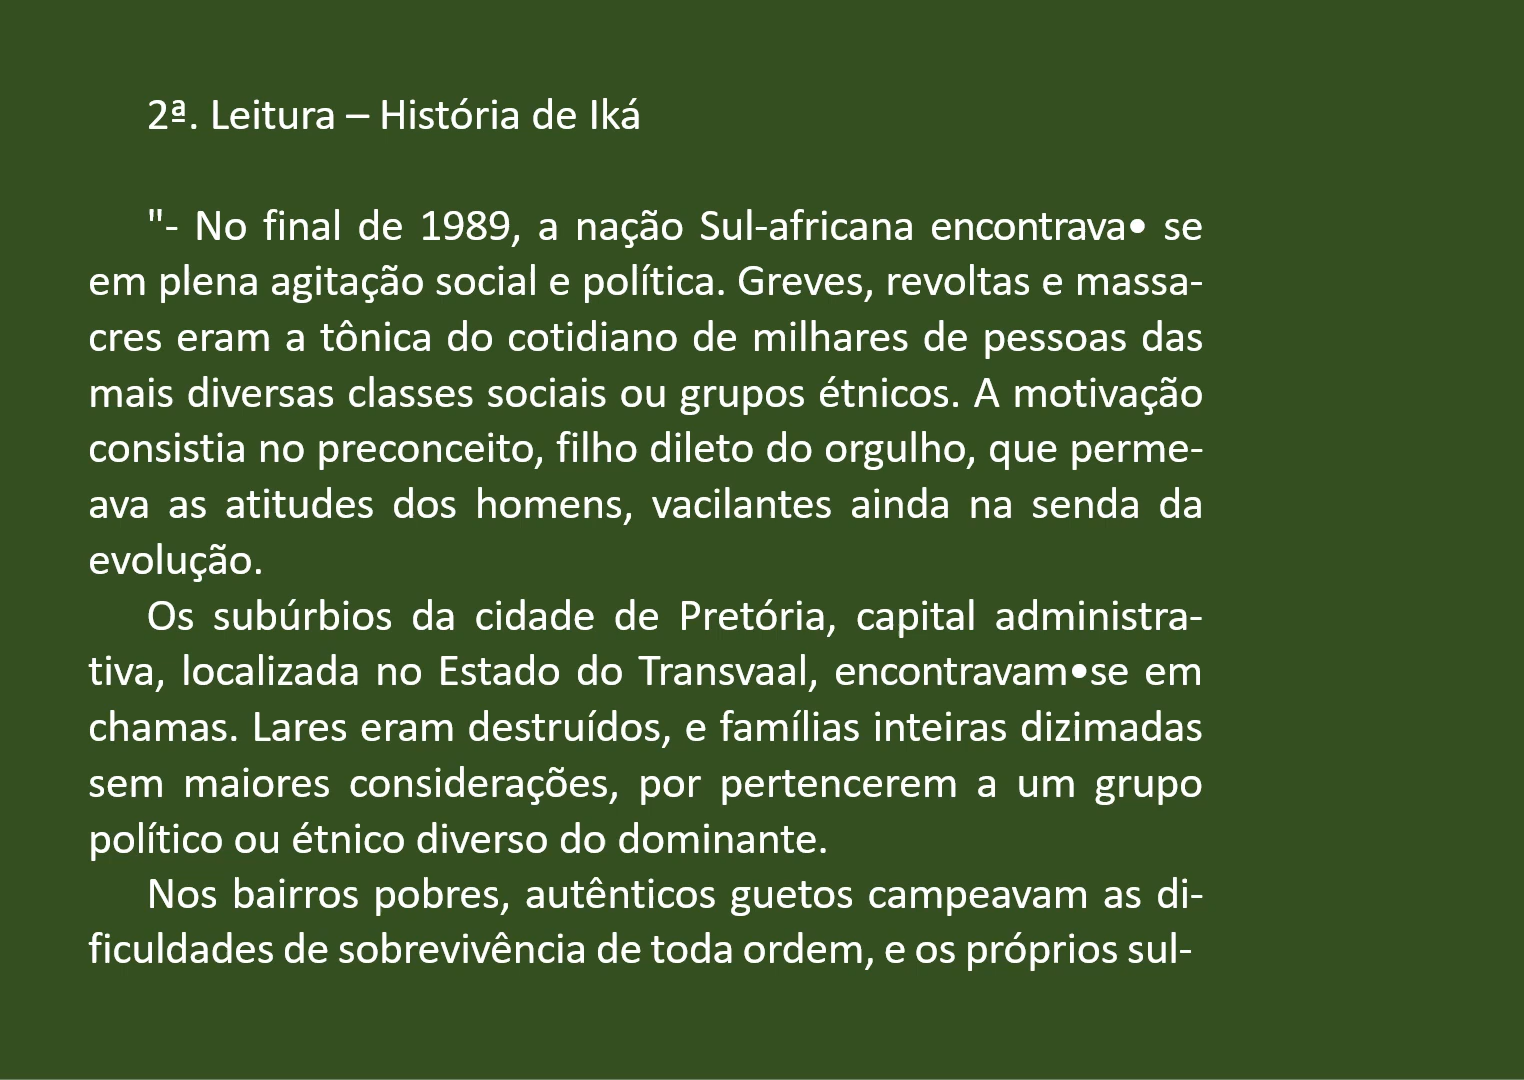 2ª. Leitura – História de Iká
"- No final de 1989, a nação Sul-africana encontrava• se
em plena agitação social e política. Greves, revoltas e massa-
cres eram a tônica do cotidiano de milhares de pessoas das
mais diversas classes sociais ou grupos étnicos. A motivação
consistia no preconceito, filho dileto do orgulho, que perme-
ava as atitudes dos homens, vacilantes ainda na senda da
evolução.
Os subúrbios da cidade de Pretória, capital administra-
tiva, localizada no Estado do Transvaal, encontravam•se em
chamas. Lares eram destruídos, e famílias inteiras dizimadas
sem maiores considerações, por pertencerem a um grupo
político ou étnico diverso do dominante.
Nos bairros pobres, autênticos guetos campeavam as di-
ficuldades de sobrevivência de toda ordem, e os próprios sul-